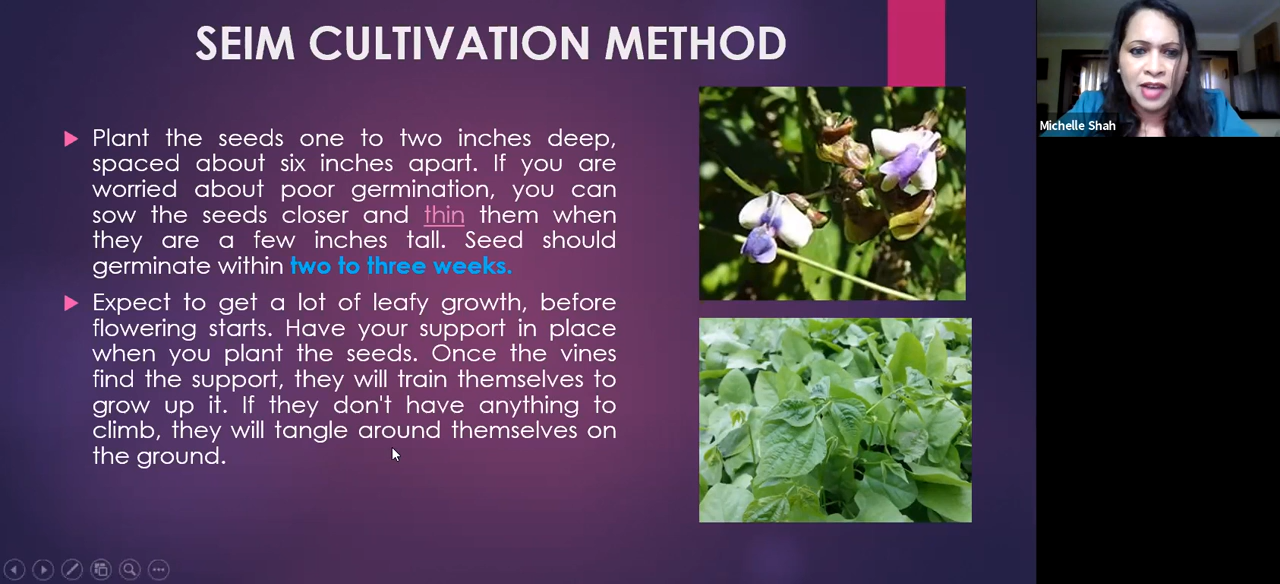 SEIM CULTIVATION METHOD
Plant the seeds one to two inches deep,
spaced about six inches apart. If you are
worried about poor germination, you can
sow the seeds closer and thin them when
they are a few inches tall. Seed should
germinate within two to three weeks.
Expect to get a lot of leafy growth, before
flowering starts. Have your support in place
when you plant the seeds. Once the vines
find the support, they will train themselves to
grow up it. If they don't have anything to
climb, they will tangle around themselves on
the ground.
Michelle Shah